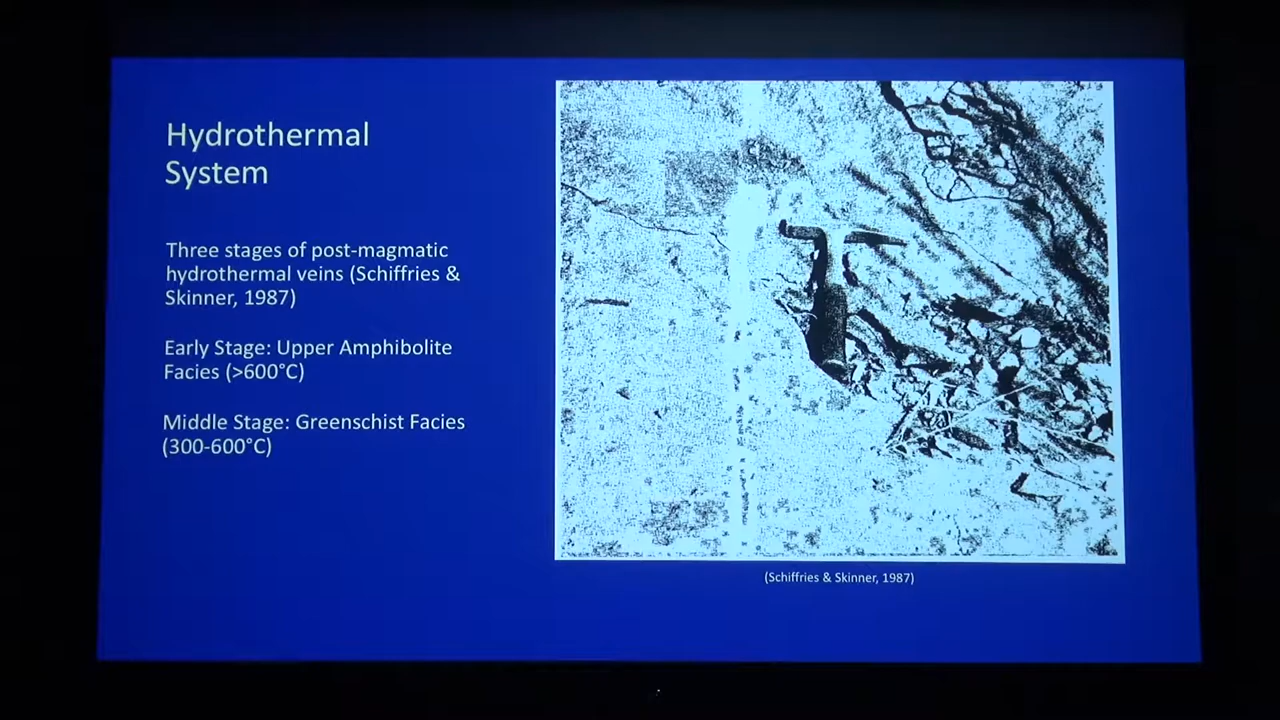 Hydrothermal
System
Three stages of post-magmatic
hydrothermal veins (Schiffries &
Skinner, 1987)
Early Stage: Upper Amphibolite
Facies (>600°C)
Middle Stage: Greenschist Facies
(300-600°C)
(Schiffries & Skinner, 1987)